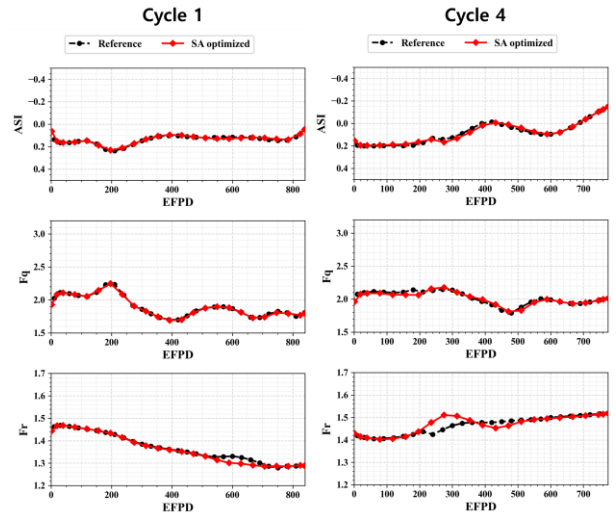 Cycle 1
Cycle 4
Reference SA optimized
Reference SA optimized
−0.4
−0.2
0.0
0.2
0.4
ASI
0 200 400 600 800
EFPD
−0.4
−0.2
0.0
0.2
0.4
ASI
0 100 200 300 400 500 600 700
EFPD
3.0
2.5
2.0
1.5
Fq
0 200 400 600 800
EFPD
3.0
2.5
2.0
1.5
Fq
0 100 200 300 400 500 600 700
EFPD
1.7
1.6
1.5
1.4
1.3
1.2
Fr
0 200 400 600 800
EFPD
1.7
1.6
1.5
1.4
1.3
1.2
Fr
0 100 200 300 400 500 600 700
EFPD